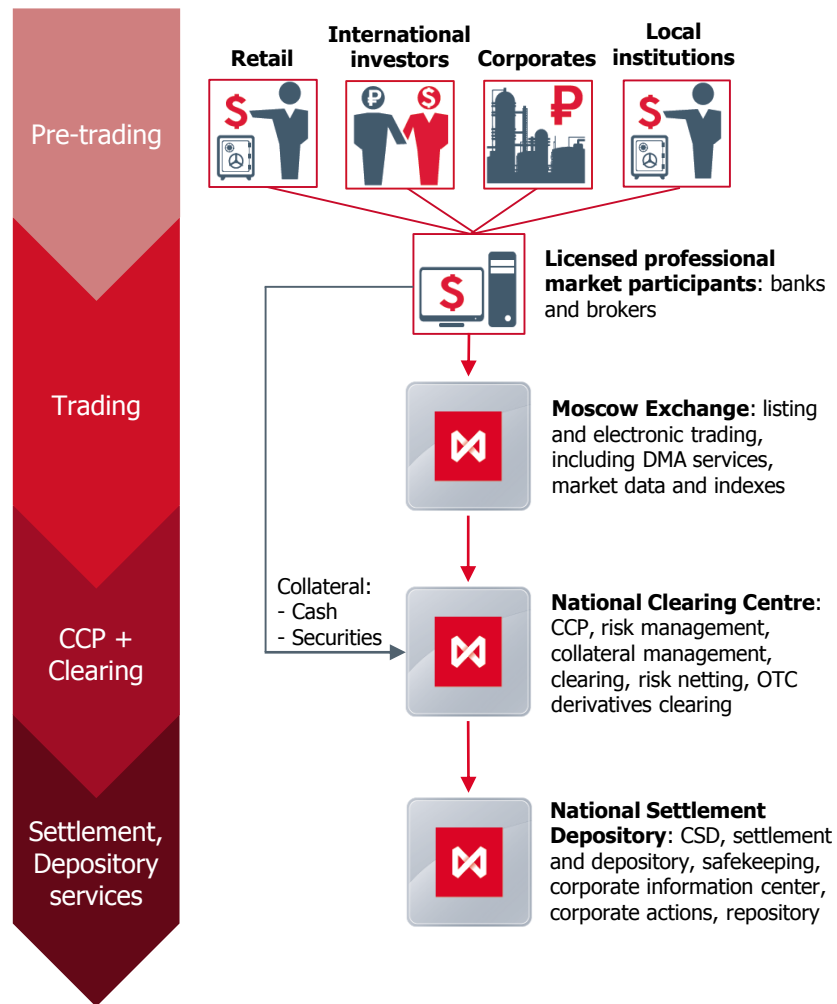 Retail
International
investors
Corporates
Local
institutions
$
₽
$
₽
$
Pre-trading
$
Licensed professional
market participants: banks
and brokers
Trading
Moscow Exchange: listing
and electronic trading,
including DMA services,
market data and indexes
Collateral:
- Cash
- Securities
CCP +
Clearing
National Clearing Centre:
CCP, risk management,
collateral management,
clearing, risk netting, OTC
derivatives clearing
Settlement,
Depository
services
National Settlement
Depository: CSD, settlement
and depository, safekeeping,
corporate information center,
corporate actions, repository